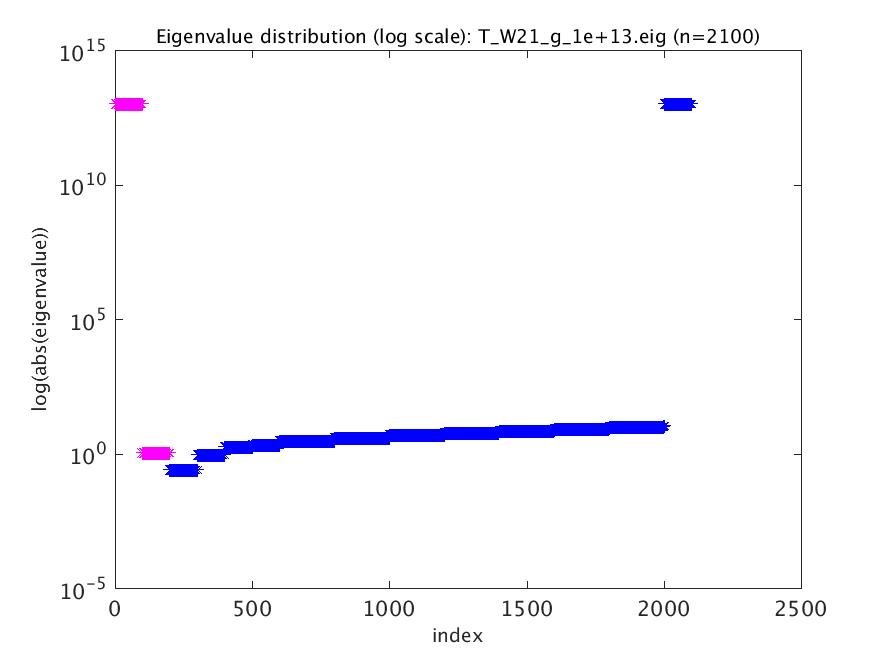 Eigenvalue distribution (log scale): T_W21_g_1e+13.eig (n=2100)
10^15
10^10
10^5
10^0
10^-5
log(abs(eigenvalue))
0 500 1000 1500 2000 2500
index